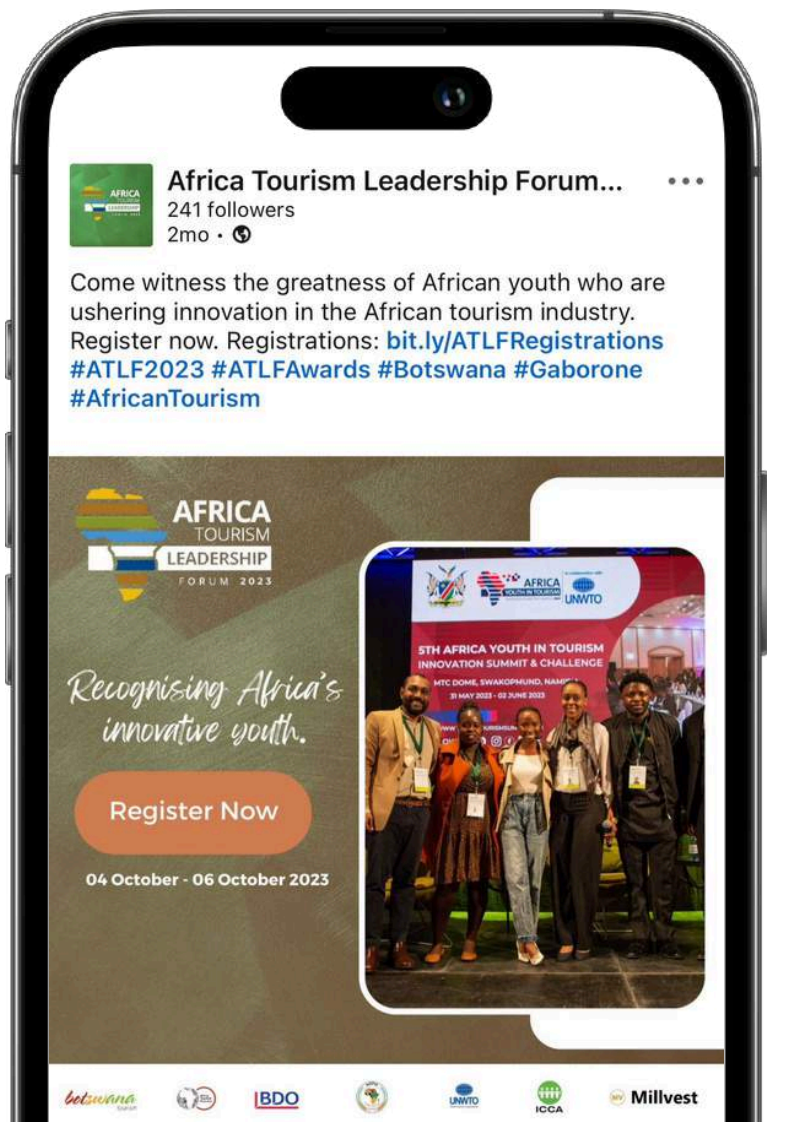 Africa Tourism Leadership Forum...
241 followers
2mo •
Come witness the greatness of African youth who are
ushering innovation in the African tourism industry.
Register now. Registrations: bit.ly/ATLFRegistrations
#ATLF2023 #ATLFAwards #Botswana #Gaborone
#AfricanTourism
AFRICA
TOURISM
LEADERSHIP
FORUM 2023
Recognising Africa's
innovative youth.
Register Now
04 October - 06 October 2023
AFRICA
YOUTH IN TOURISM
UNWTO
5TH AFRICA YOUTH IN TOURISM
INNOVATION SUMMIT & CHALLENGE
MTC DOME, SWAKOPMUND,
31 MAY 2023 - 02 JUNE 2023
botswana
tourism
BDO
UNWTO
ICCA
MV Millvest